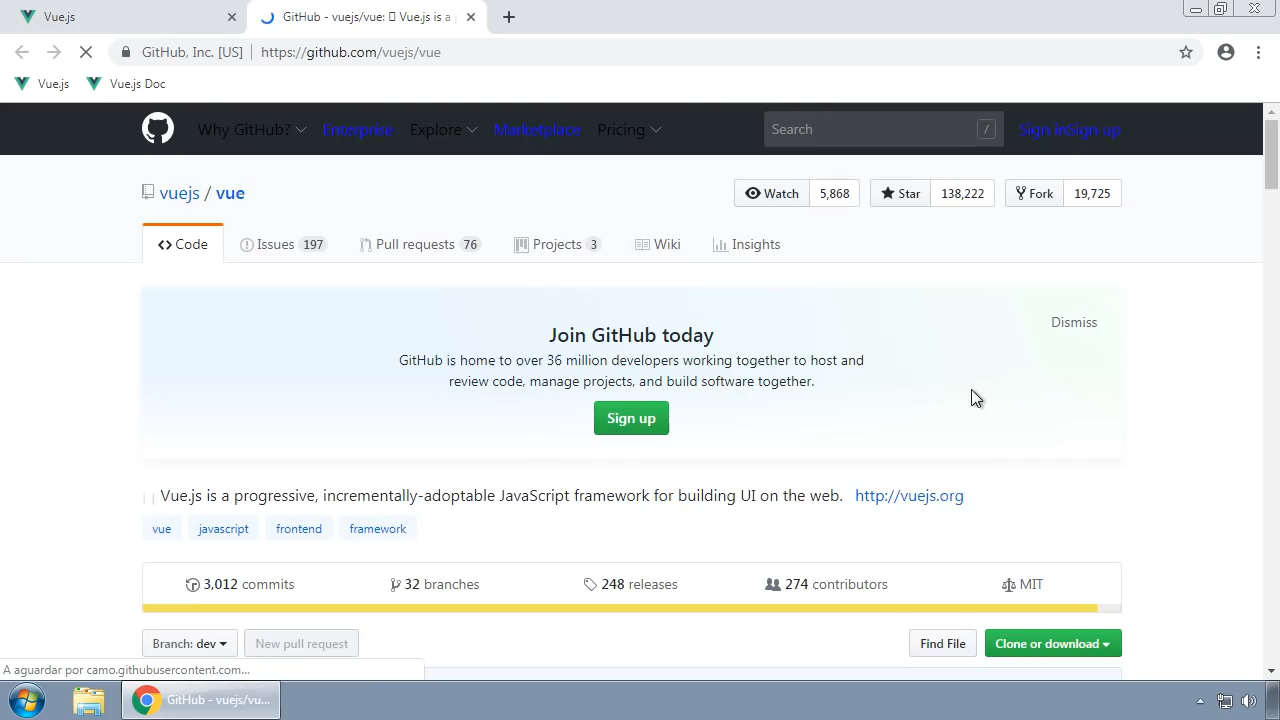 Vue.js
GitHub - vuejs/vue: Vue.js is a p
GitHub, Inc. [US] https://github.com/vuejs/vue
Vue.js Vue.js Doc
Why GitHub? Enterprise Explore Marketplace Pricing Search / Sign inSign up
vuejs / vue
Watch 5,868 Star 138,222 Fork 19,725
Code Issues 197 Pull requests 76 Projects 3 Wiki Insights
Dismiss
Join GitHub today
GitHub is home to over 36 million developers working together to host and
review code, manage projects, and build software together.
Sign up
Vue.js is a progressive, incrementally-adoptable JavaScript framework for building UI on the web. http://vuejs.org
vue javascript frontend framework
3,012 commits 32 branches 248 releases 274 contributors MIT
Branch: dev New pull request Find File Clone or download
A aguardar por camo.githubusercontent.com...
GitHub - vuejs/vu...